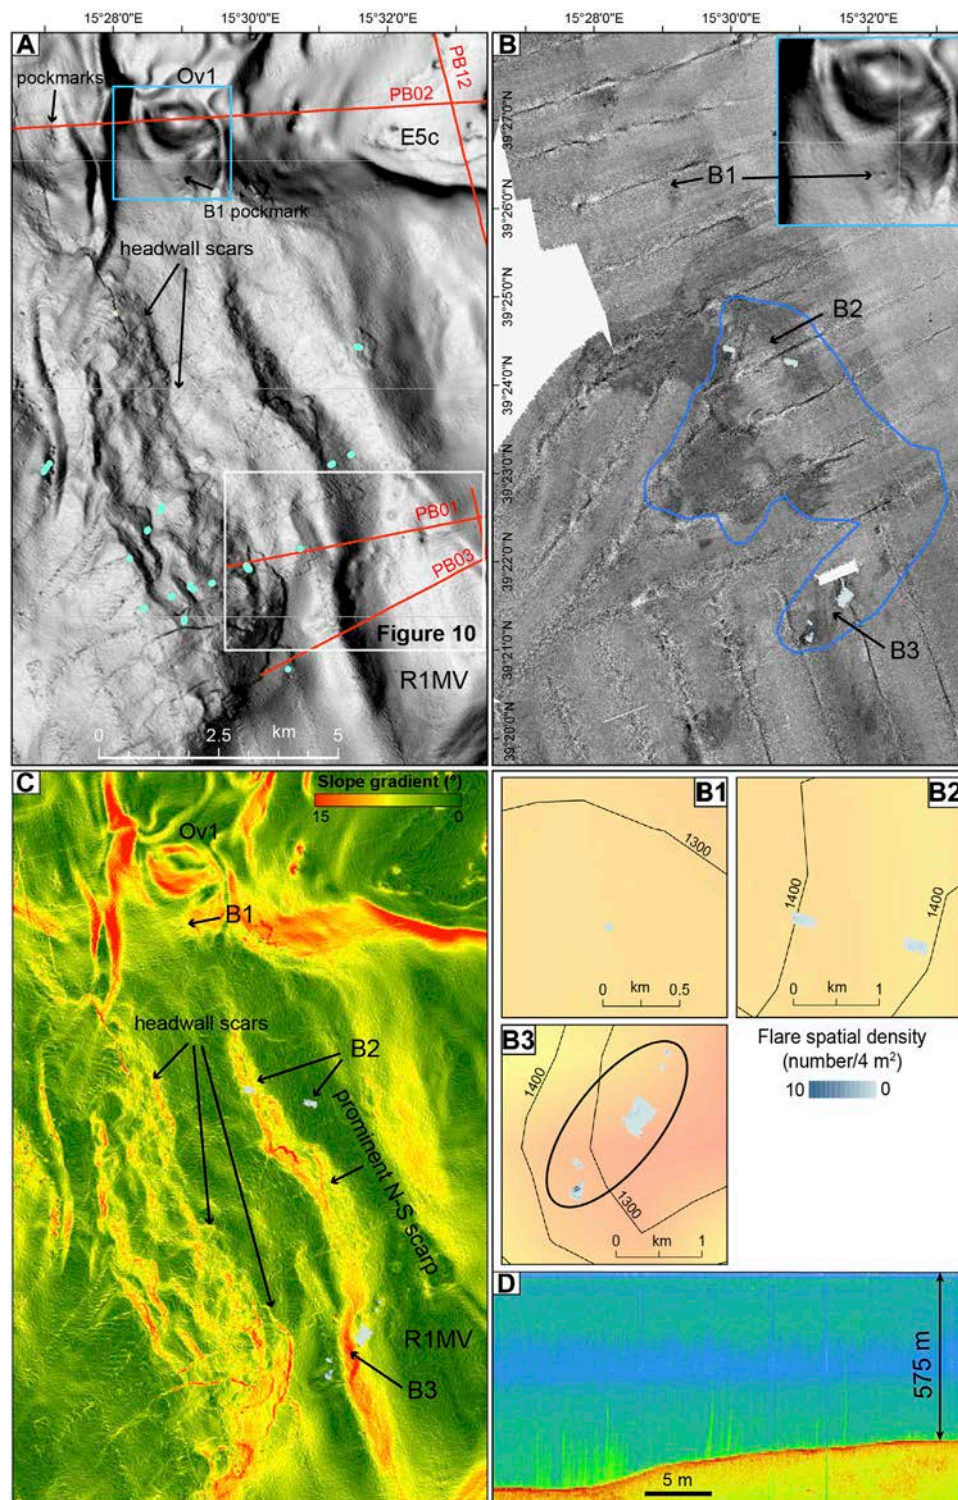 15°28'0"E 15°30'0"E 15°32'0"E 15°28'0"E 15°30'0"E 15°32'0"E
A
Ov1
pockmarks
PB02
PB12
E5c
B1 pockmark
headwall scars
PB01
PB03
Figure 10
R1MV
0 2.5 5
km
B
39°27'0"N
39°26'0"N
39°25'0"N
39°24'0"N
39°23'0"N
39°22'0"N
39°21'0"N
39°20'0"N
B1
B2
B3
C
Slope gradient (°)
15 0
Ov1
B1
headwall scars
B2
prominent N-S scarp
R1MV
B3
B1
1300
km
0 0.5
B2
1400
1400
km
0 1
B3
1400
1300
0 1
km
Flare spatial density
(number/4 m²)
10 0
D
575 m
5 m